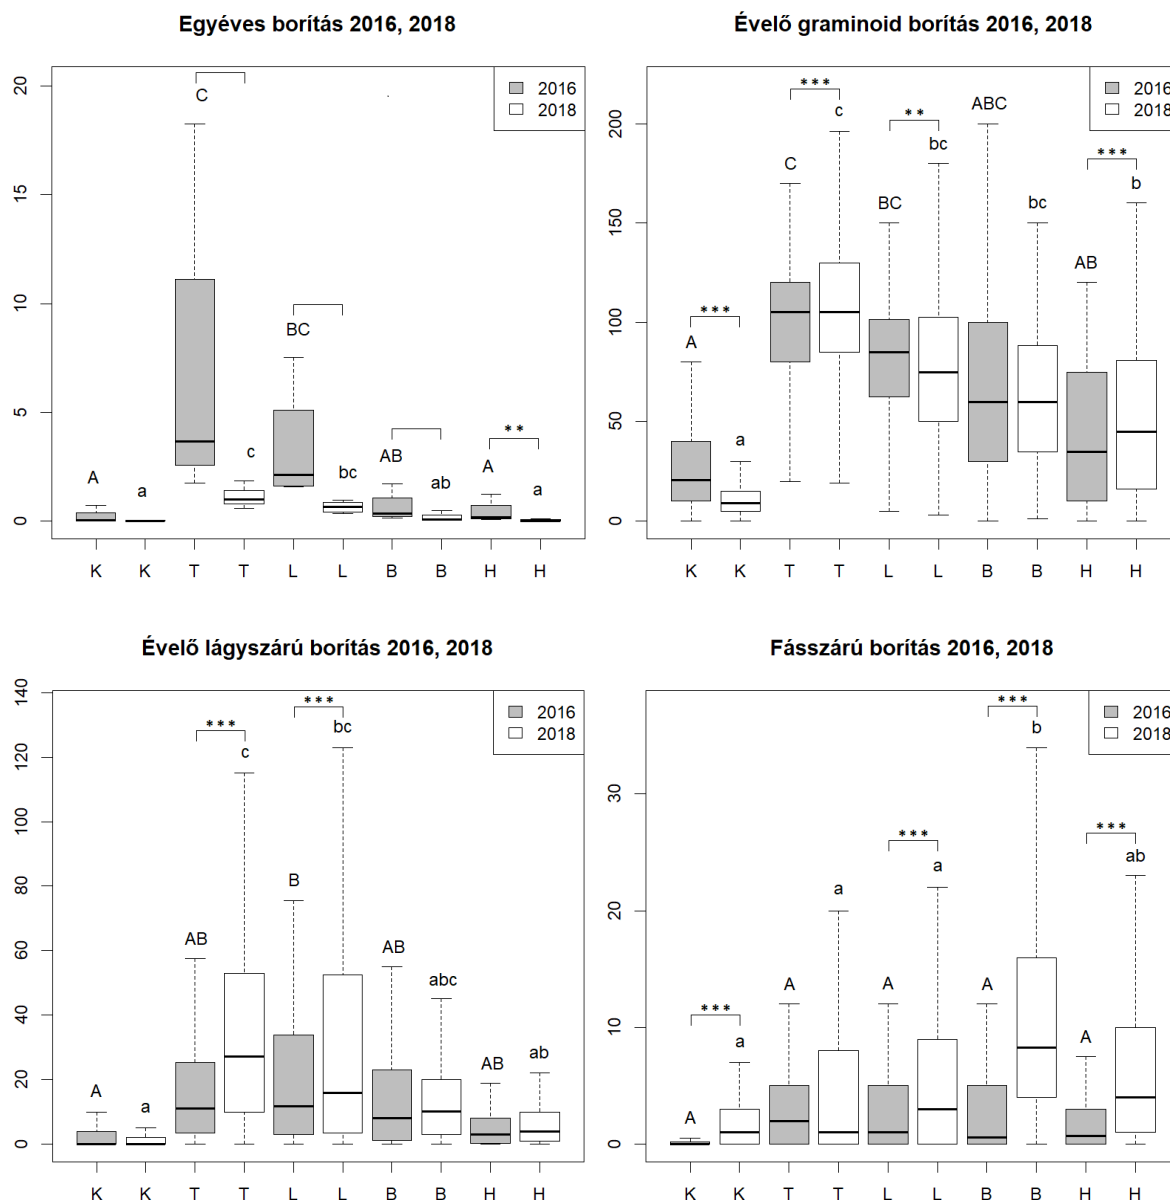 Egyéves borítás 2016, 2018
2016
2018
C
BC
A
a
c
bc
AB
ab
A
**
a
20
15
10
5
0
K K T T L L B B H H
Évelő graminoid borítás 2016, 2018
2016
2018
***
A
a
***
C
c
**
BC
bc
ABC
bc
***
AB
b
200
150
100
50
0
K K T T L L B B H H
Évelő lágyszárú borítás 2016, 2018
2016
2018
A
a
***
AB
c
***
B
bc
AB
abc
AB
ab
140
120
100
80
60
40
20
0
K K T T L L B B H H
Fásszárú borítás 2016, 2018
2016
2018
***
A
a
A
a
***
A
a
***
A
b
***
A
ab
30
20
10
0
K K T T L L B B H H